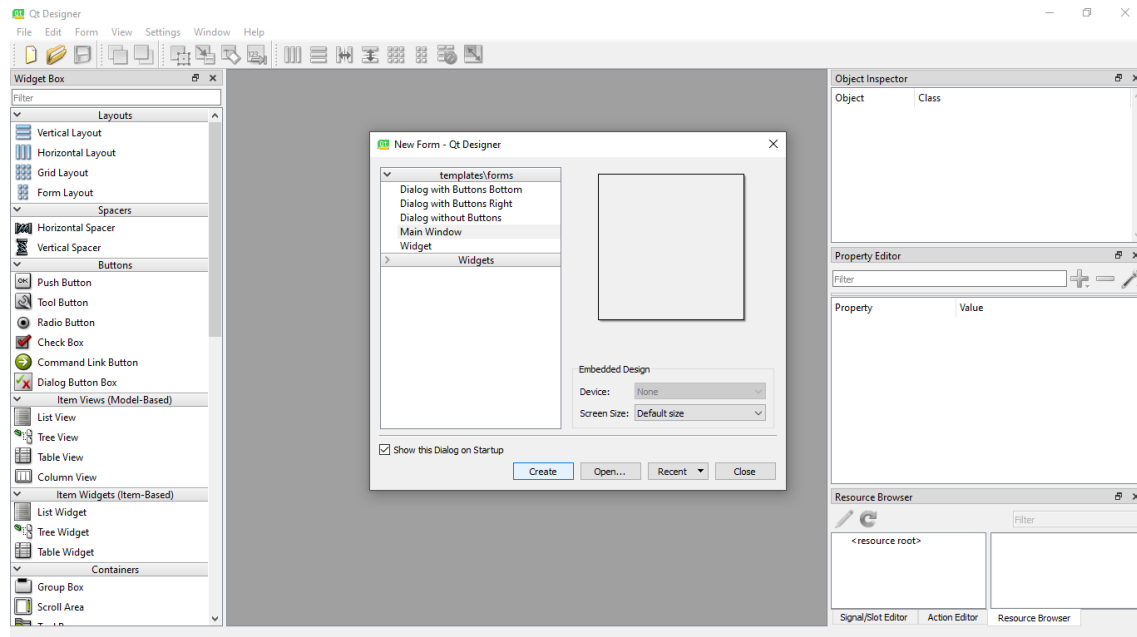 Qt Designer
File Edit Form View Settings Window Help
Widget Box
Filter
Layouts
Vertical Layout
Horizontal Layout
Grid Layout
Form Layout
Spacers
Horizontal Spacer
Vertical Spacer
Buttons
Push Button
Tool Button
Radio Button
Check Box
Command Link Button
Dialog Button Box
Item Views (Model-Based)
List View
Tree View
Table View
Column View
Item Widgets (Item-Based)
List Widget
Tree Widget
Table Widget
Containers
Group Box
Scroll Area
New Form - Qt Designer
templates\forms
Dialog with Buttons Bottom
Dialog with Buttons Right
Dialog without Buttons
Main Window
Widget
Widgets
Embedded Design
Device: None
Screen Size: Default size
Show this Dialog on Startup
Create Open... Recent Close
Object Inspector
Object Class
Property Editor
Filter
Property Value
Resource Browser
Filter
<resource root>
Signal/Slot Editor Action Editor Resource Browser